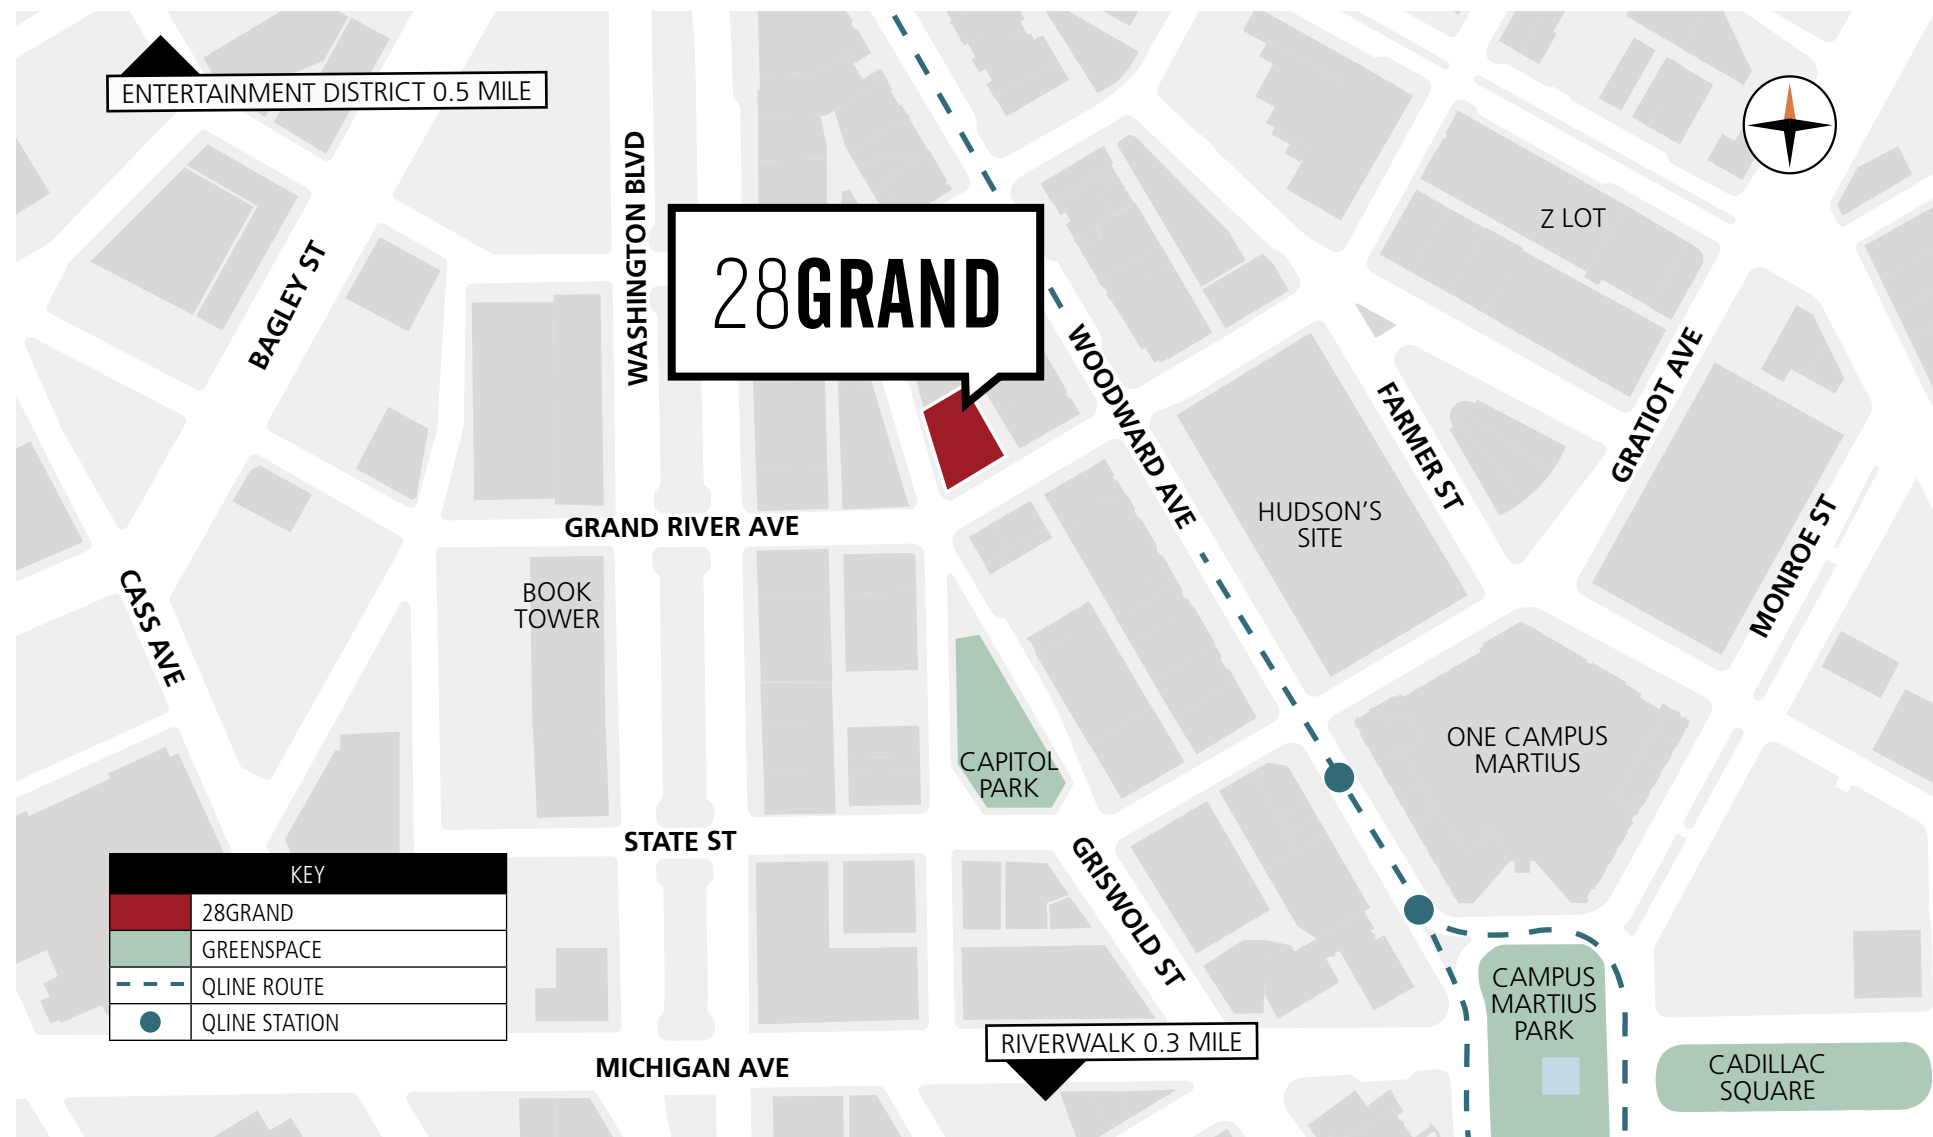 ENTERTAINMENT DISTRICT 0.5 MILE
WASHINGTON BLVD
Z LOT
BAGLEY ST
28GRAND
WOODWARD AVE
FARMER ST
GRATIOT AVE
MONROE ST
GRAND RIVER AVE
HUDSON'S
SITE
CASS AVE
BOOK
TOWER
ONE CAMPUS
MARTIUS
CAPITOL
PARK
STATE ST
GRISWOLD ST
KEY
28GRAND
GREENSPACE
QLINE ROUTE
QLINE STATION
CAMPUS
MARTIUS
PARK
RIVERWALK 0.3 MILE
MICHIGAN AVE
CADILLAC
SQUARE